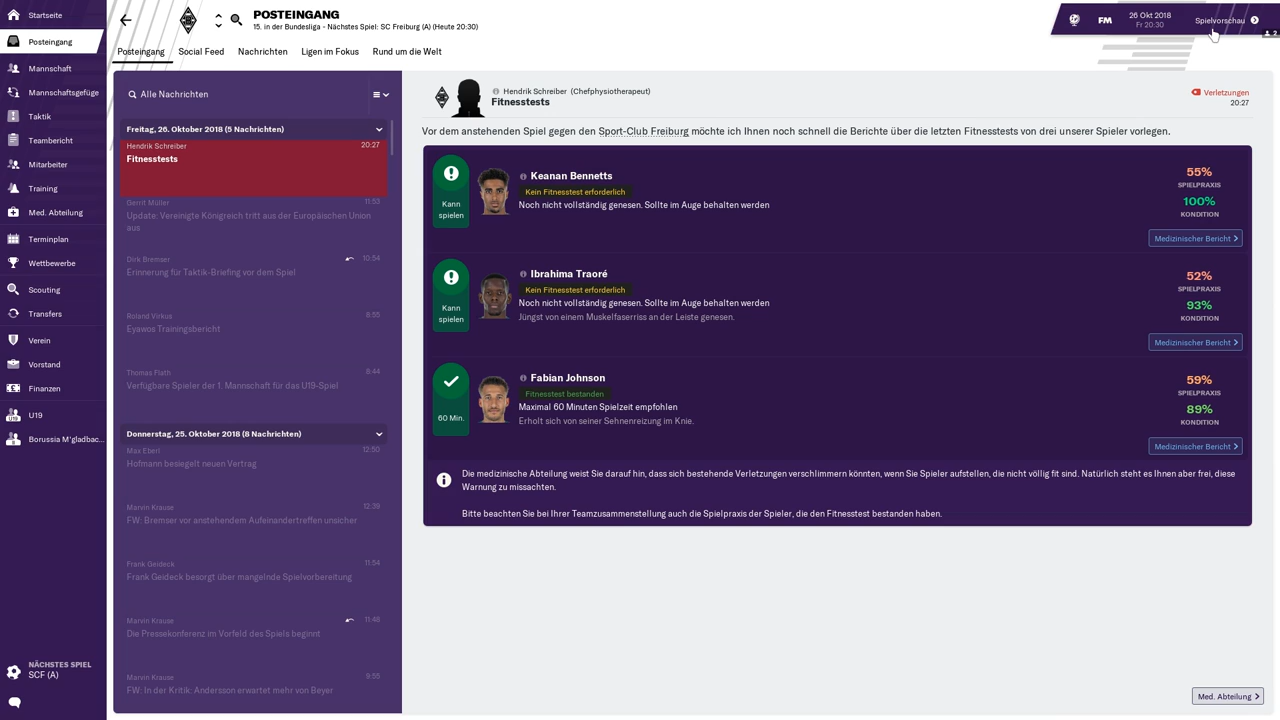 Startseite
Posteingang
Mannschaft
Mannschaftsgefüge
Taktik
Teambericht
Mitarbeiter
Training
Med. Abteilung
Terminplan
Wettbewerbe
Scouting
Transfers
Verein
Vorstand
Finanzen
U19
Borussia M'gladbac...
NÄCHSTES SPIEL
SCF (A)
POSTEINGANG
15. in der Bundesliga - Nächstes Spiel: SC Freiburg (A) (Heute 20:30)
FM
26 Okt 2018
Fr 20:30
Spielvorschau
2
Posteingang
Social Feed
Nachrichten
Ligen im Fokus
Rund um die Welt
Alle Nachrichten
Freitag, 26. Oktober 2018 (5 Nachrichten)
Hendrik Schreiber 20:27
Fitnesstests
Gerrit Müller 11:53
Update: Vereinigte Königreich tritt aus der Europäischen Union
aus
Dirk Bremser 10:54
Erinnerung für Taktik-Briefing vor dem Spiel
Roland Virkus 8:55
Eyawos Trainingsbericht
Thomas Flath 8:44
Verfügbare Spieler der 1. Mannschaft für das U19-Spiel
Donnerstag, 25. Oktober 2018 (8 Nachrichten)
Max Eberl 12:50
Hofmann besiegelt neuen Vertrag
Marvin Krause 12:39
FW: Bremser vor anstehendem Aufeinandertreffen unsicher
Frank Geideck 11:54
Frank Geideck besorgt über mangelnde Spielvorbereitung
Marvin Krause 11:48
Die Pressekonferenz im Vorfeld des Spiels beginnt
Marvin Krause 9:55
FW: In der Kritik: Andersson erwartet mehr von Beyer
Hendrik Schreiber (Chefphysiotherapeut)
Fitnesstests
Verletzungen
20:27
Vor dem anstehenden Spiel gegen den Sport-Club Freiburg möchte ich Ihnen noch schnell die Berichte über die letzten Fitnesstests von drei unserer Spieler vorlegen.
Kann
spielen
Keanan Bennetts
Kein Fitnesstest erforderlich
Noch nicht vollständig genesen. Sollte im Auge behalten werden
55%
SPIELPRAXIS
100%
KONDITION
Medizinischer Bericht
Kann
spielen
Ibrahima Traoré
Kein Fitnesstest erforderlich
Noch nicht vollständig genesen. Sollte im Auge behalten werden
Jüngst von einem Muskelfaserriss an der Leiste genesen.
52%
SPIELPRAXIS
93%
KONDITION
Medizinischer Bericht
60 Min.
Fabian Johnson
Fitnesstest bestanden
Maximal 60 Minuten Spielzeit empfohlen
Erholt sich von seiner Sehnenreizung im Knie.
59%
SPIELPRAXIS
89%
KONDITION
Medizinischer Bericht
Die medizinische Abteilung weist Sie darauf hin, dass sich bestehende Verletzungen verschlimmern könnten, wenn Sie Spieler aufstellen, die nicht völlig fit sind. Natürlich steht es Ihnen aber frei, diese
Warnung zu missachten.
Bitte beachten Sie bei Ihrer Teamzusammenstellung auch die Spielpraxis der Spieler, die den Fitnesstest bestanden haben.
Med. Abteilung